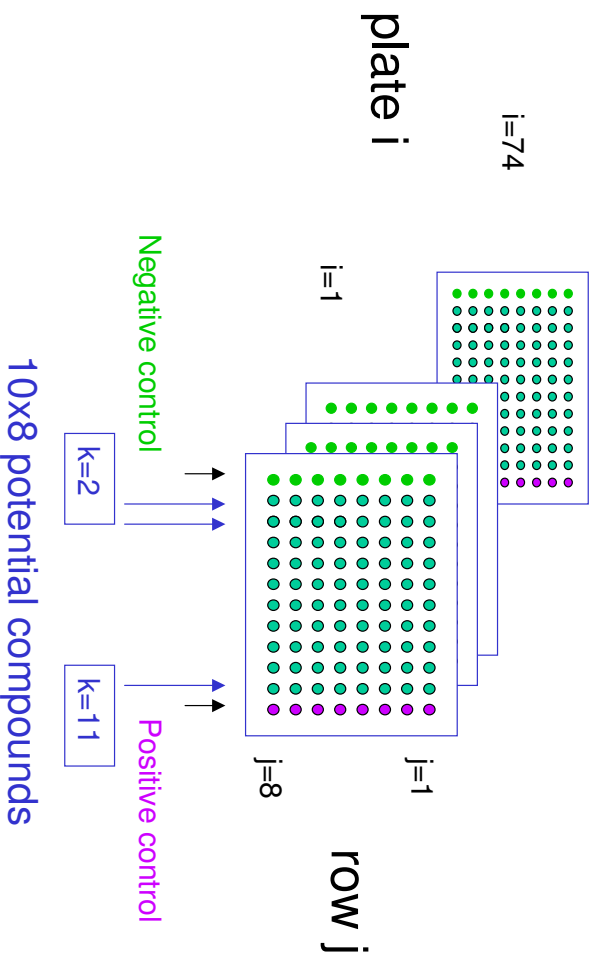 plate i
i=74
i=1
j=1
j=8
row j
Negative control
Positive control
k=2
k=11
10x8 potential compounds